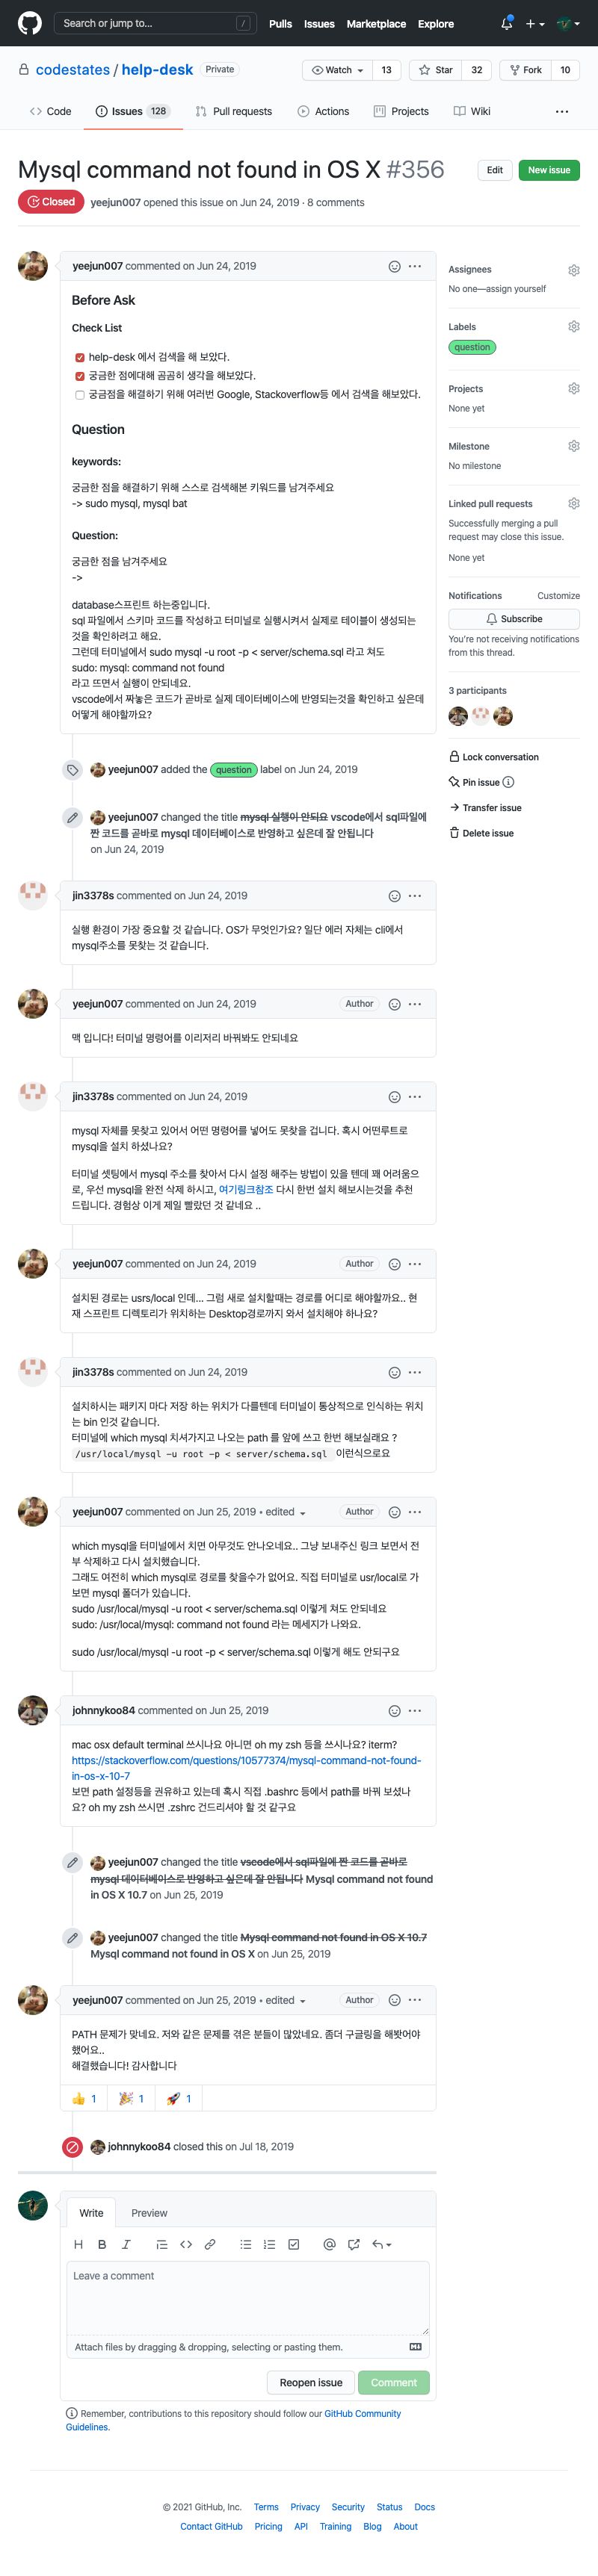 Search or jump to...
/
Pulls Issues Marketplace Explore
codestates / help-desk Private
Watch 13 Star 32 Fork 10
Code Issues 128 Pull requests Actions Projects Wiki
Mysql command not found in OS X #356
Edit New issue
Closed yeejun007 opened this issue on Jun 24, 2019 · 8 comments
yeejun007 commented on Jun 24, 2019
Before Ask
Check List
help-desk 에서 검색을 해 보았다.
궁금한 점에대해 곰곰히 생각을 해보았다.
궁금점을 해결하기 위해 여러번 Google, Stackoverflow등 에서 검색을 해보았다.
Question
keywords:
궁금한 점을 해결하기 위해 스스로 검색해본 키워드를 남겨주세요
-> sudo mysql, mysql bat
Question:
궁금한 점을 남겨주세요
->
database스프린트 하는중입니다.
sql 파일에서 스키마 코드를 작성하고 터미널로 실행시켜서 실제로 테이블이 생성되는
것을 확인하려고 해요.
그런데 터미널에서 sudo mysql -u root -p < server/schema.sql 라고 쳐도
sudo: mysql: command not found
라고 뜨면서 실행이 안되네요.
vscode에서 짜놓은 코드가 곧바로 실제 데이터베이스에 반영되는것을 확인하고 싶은데
어떻게 해야할까요?
Assignees
No one—assign yourself
Labels
question
Projects
None yet
Milestone
No milestone
Linked pull requests
Successfully merging a pull
request may close this issue.
None yet
Notifications Customize
Subscribe
You're not receiving notifications
from this thread.
3 participants
Lock conversation
Pin issue
Transfer issue
Delete issue
yeejun007 added the question label on Jun 24, 2019
yeejun007 changed the title mysql 실행이 안되요 vscode에서 sql파일에
짠 코드를 곧바로 mysql 데이터베이스로 반영하고 싶은데 잘 안됩니다
on Jun 24, 2019
jin3378s commented on Jun 24, 2019
실행 환경이 가장 중요할 것 같습니다. OS가 무엇인가요? 일단 에러 자체는 cli에서
mysql주소를 못찾는 것 같습니다.
yeejun007 commented on Jun 24, 2019 Author
맥 입니다! 터미널 명령어를 이리저리 바꿔봐도 안되네요
jin3378s commented on Jun 24, 2019
mysql 자체를 못찾고 있어서 어떤 명령어를 넣어도 못찾을 겁니다. 혹시 어떤루트로
mysql을 설치 하셨나요?
터미널 셋팅에서 mysql 주소를 찾아서 다시 설정 해주는 방법이 있을 텐데 꽤 어려움으
로, 우선 mysql을 완전 삭제 하시고, 여기링크참조 다시 한번 설치 해보시는것을 추천
드립니다. 경험상 이게 제일 빨랐던 것 같네요 ..
yeejun007 commented on Jun 24, 2019 Author
설치된 경로는 usrs/local 인데... 그럼 새로 설치할때는 경로를 어디로 해야할까요.. 현
재 스프린트 디렉토리가 위치하는 Desktop경로까지 와서 설치해야 하나요?
jin3378s commented on Jun 24, 2019
설치하시는 패키지 마다 저장 하는 위치가 다를텐데 터미널이 통상적으로 인식하는 위치
는 bin 인것 같습니다.
터미널에 which mysql 치셔가지고 나오는 path 를 앞에 쓰고 한번 해보실래요 ?
/usr/local/mysql -u root -p < server/schema.sql 이런식으로요
yeejun007 commented on Jun 25, 2019 • edited Author
which mysql을 터미널에서 치면 아무것도 안나오네요.. 그냥 보내주신 링크 보면서 전
부 삭제하고 다시 설치했습니다.
그래도 여전히 which mysql로 경로를 찾을수가 없어요. 직접 터미널로 usr/local로 가
보면 mysql 폴더가 있습니다.
sudo /usr/local/mysql -u root < server/schema.sql 이렇게 쳐도 안되네요
sudo: /usr/local/mysql: command not found 라는 메세지가 나와요.
sudo /usr/local/mysql -u root -p < server/schema.sql 이렇게 해도 안되구요
johnnykoo84 commented on Jun 25, 2019
mac osx default terminal 쓰시나요 아니면 oh my zsh 등을 쓰시나요? iterm?
https://stackoverflow.com/questions/10577374/mysql-command-not-found-
in-os-x-10-7
보면 path 설정등을 권유하고 있는데 혹시 직접 .bashrc 등에서 path를 바꿔 보셨나
요? oh my zsh 쓰시면 .zshrc 건드리셔야 할 것 같구요
yeejun007 changed the title vscode에서 sql파일에 짠 코드를 곧바로
mysql 데이터베이스로 반영하고 싶은데 잘 안됩니다 Mysql command not found
in OS X 10.7 on Jun 25, 2019
yeejun007 changed the title Mysql command not found in OS X 10.7
Mysql command not found in OS X on Jun 25, 2019
yeejun007 commented on Jun 25, 2019 • edited Author
PATH 문제가 맞네요. 저와 같은 문제를 겪은 분들이 많았네요. 좀더 구글링을 해봣어야
했어요..
해결했습니다! 감사합니다
1 1 1
johnnykoo84 closed this on Jul 18, 2019
Write Preview
Leave a comment
Attach files by dragging & dropping, selecting or pasting them.
Reopen issue Comment
Remember, contributions to this repository should follow our GitHub Community
Guidelines.
© 2021 GitHub, Inc. Terms Privacy Security Status Docs
Contact GitHub Pricing API Training Blog About